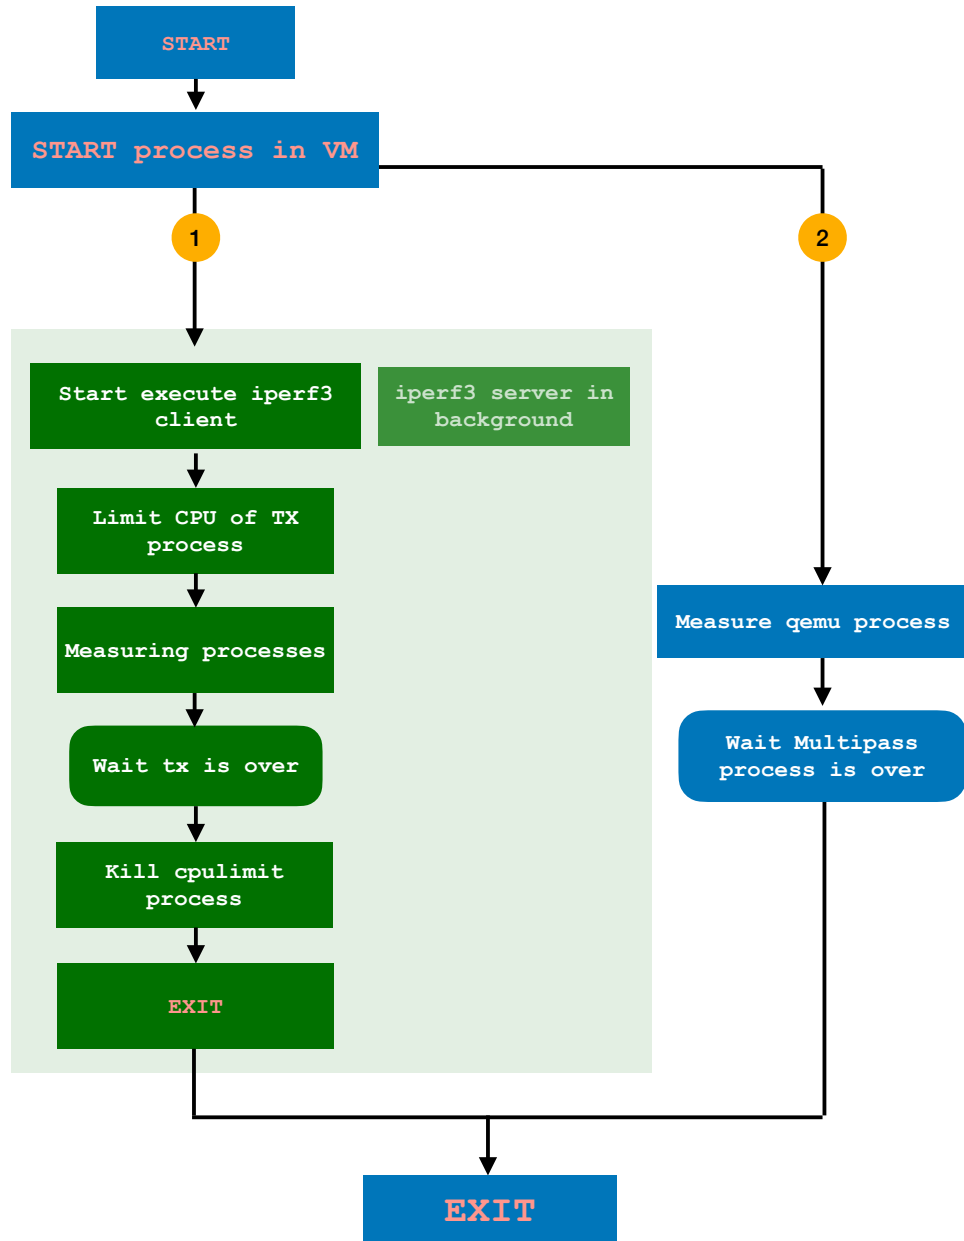 START
START process in VM
1
2
Start execute iperf3
client
iperf3 server in
background
Limit CPU of TX
process
Measuring processes
Measure qemu process
Wait tx is over
Wait Multipass
process is over
Kill cpulimit
process
EXIT
EXIT